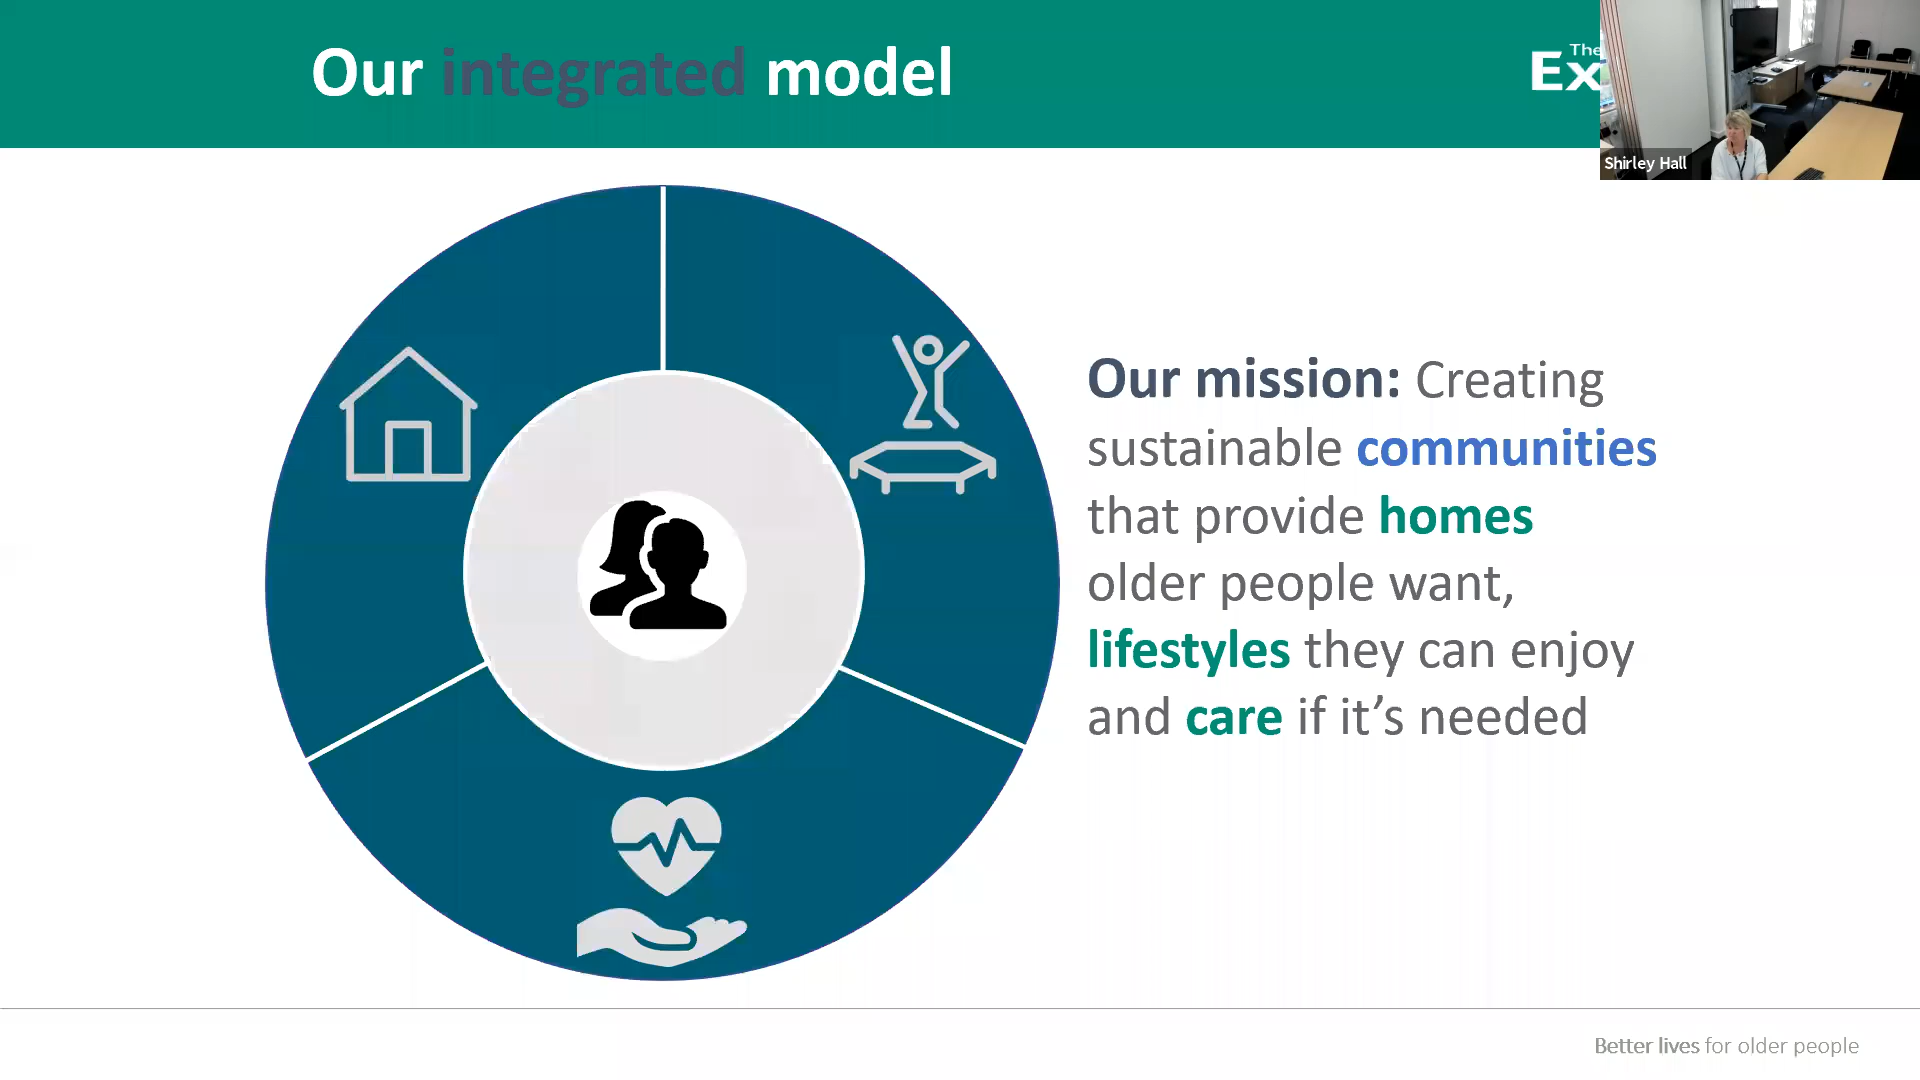 Our integrated model
The
Ex
Shirley Hall
Our mission: Creating
sustainable communities
that provide homes
older people want,
lifestyles they can enjoy
and care if it’s needed
Better lives for older people